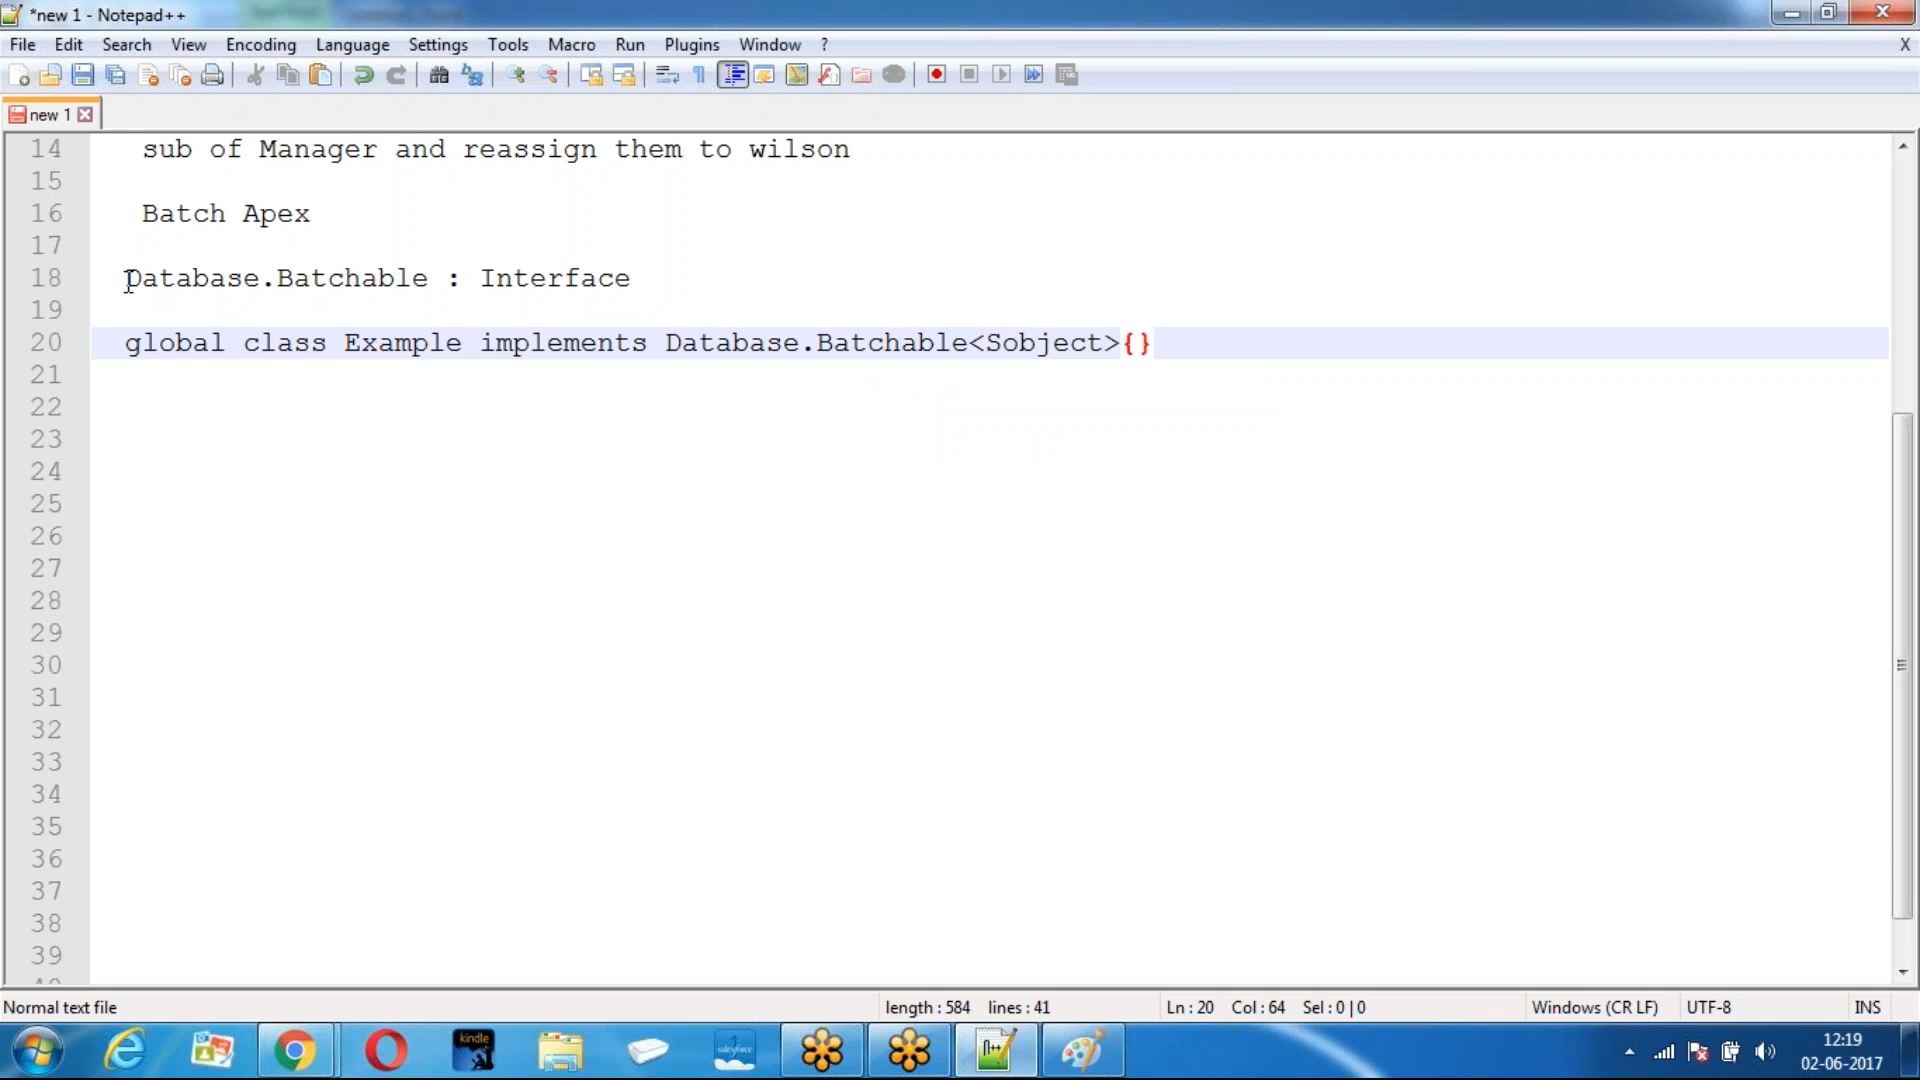 *new 1 - Notepad++
File Edit Search View Encoding Language Settings Tools Macro Run Plugins Window ? X
new 1
14 sub of Manager and reassign them to wilson
15
16 Batch Apex
17
18 Database.Batchable : Interface
19
20 global class Example implements Database.Batchable<Sobject>{}
21
22
23
24
25
26
27
28
29
30
31
32
33
34
35
36
37
38
39
Normal text file length : 584 lines : 41 Ln : 20 Col : 64 Sel : 0 | 0 Windows (CR LF) UTF-8 INS
kindle
salesforce
12:19
02-06-2017